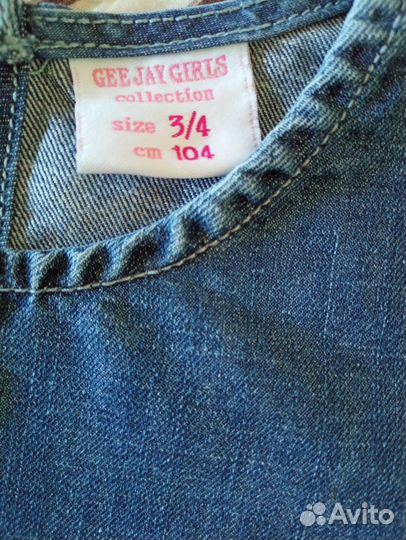 GEE JAY GIRLS
collection
size 3/4
cm 104
Avito